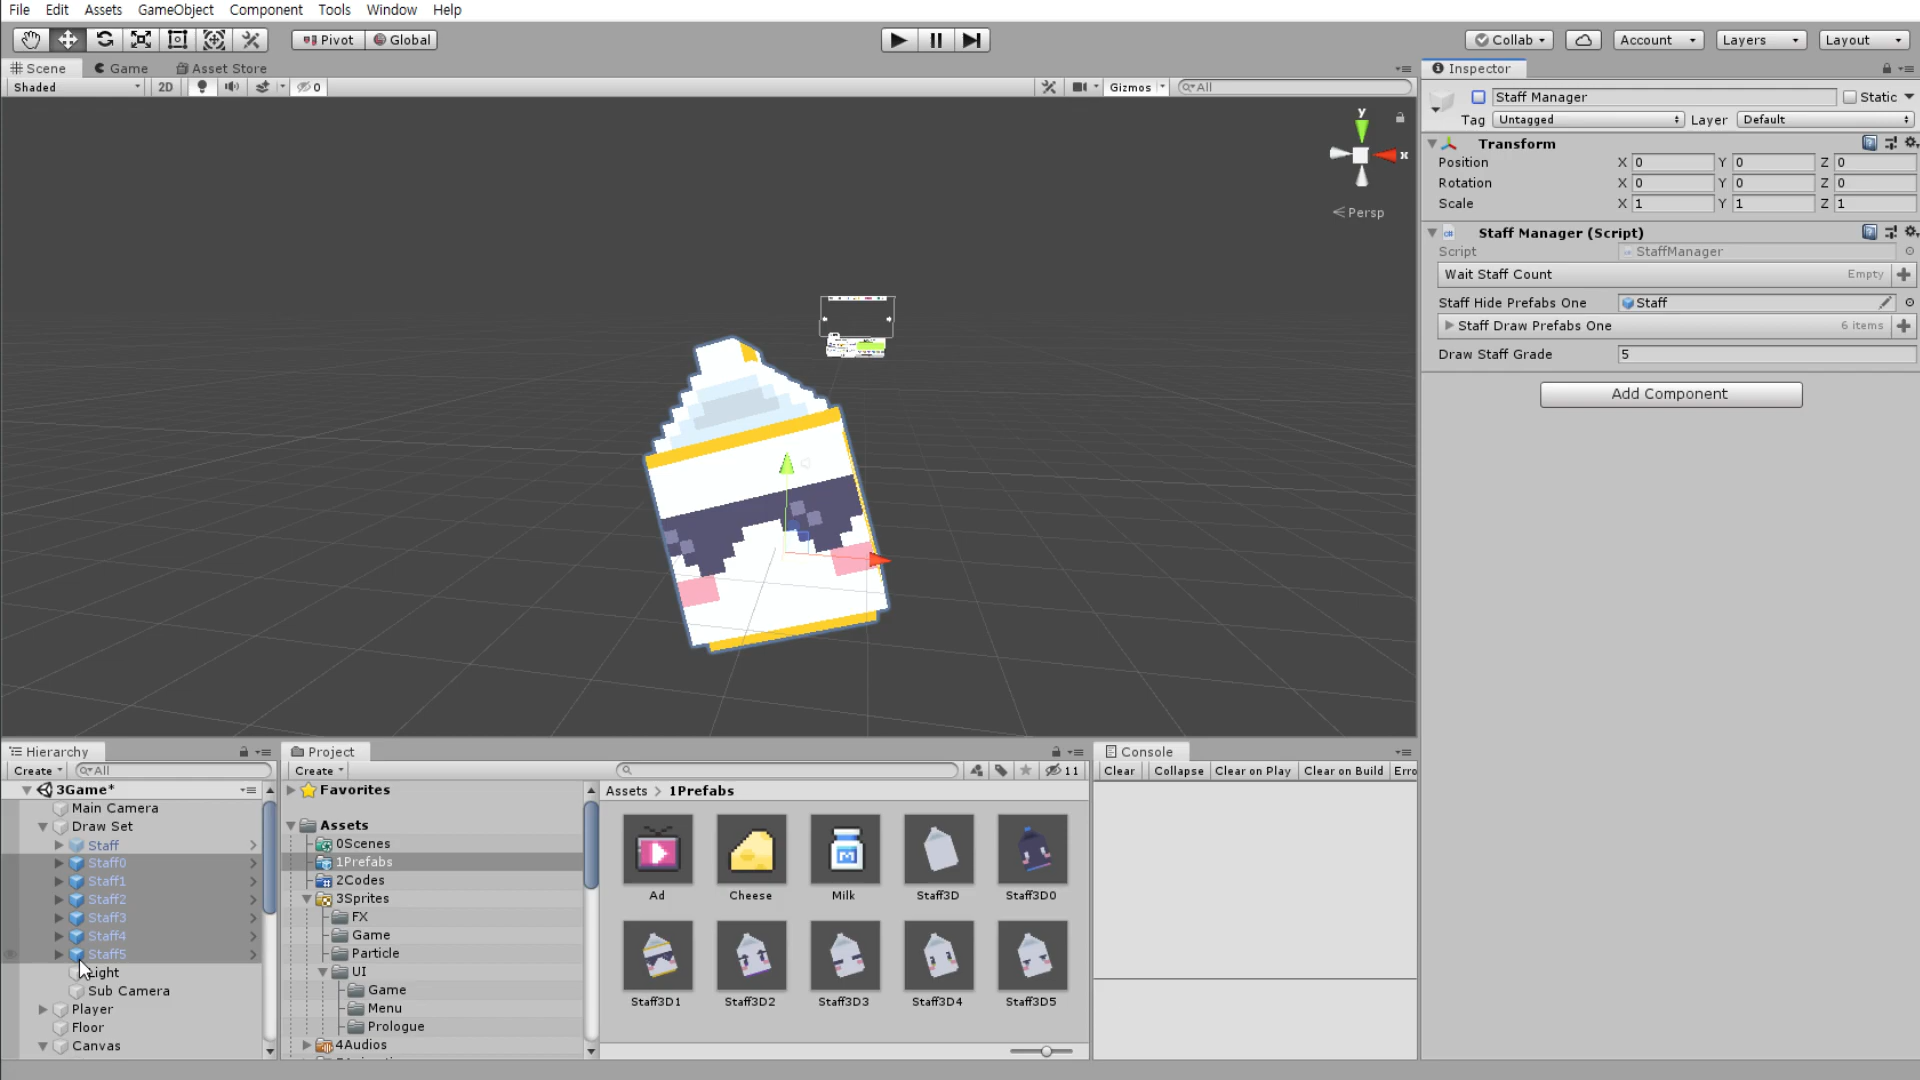 File Edit Assets GameObject Component Tools Window Help
Pivot Global Collab Account Layers Layout
Scene Game Asset Store
Shaded 2D 0 Gizmos All
y
x
Persp
Inspector
Staff Manager Static
Tag Untagged Layer Default
Transform
Position X 0 Y 0 Z 0
Rotation X 0 Y 0 Z 0
Scale X 1 Y 1 Z 1
Staff Manager (Script)
Script StaffManager
Wait Staff Count Empty
Staff Hide Prefabs One Staff
Staff Draw Prefabs One 6 items
Draw Staff Grade 5
Add Component
Hierarchy
Create All
3Game*
Main Camera
Draw Set
Staff
Staff0
Staff1
Staff2
Staff3
Staff4
Staff5
Light
Sub Camera
Player
Floor
Canvas
Project
Create 11
Favorites
Assets
0Scenes
1Prefabs
2Codes
3Sprites
FX
Game
Particle
UI
Game
Menu
Prologue
4Audios
Assets > 1Prefabs
Ad Cheese Milk Staff3D Staff3D0
Staff3D1 Staff3D2 Staff3D3 Staff3D4 Staff3D5
Console
Clear Collapse Clear on Play Clear on Build Erro